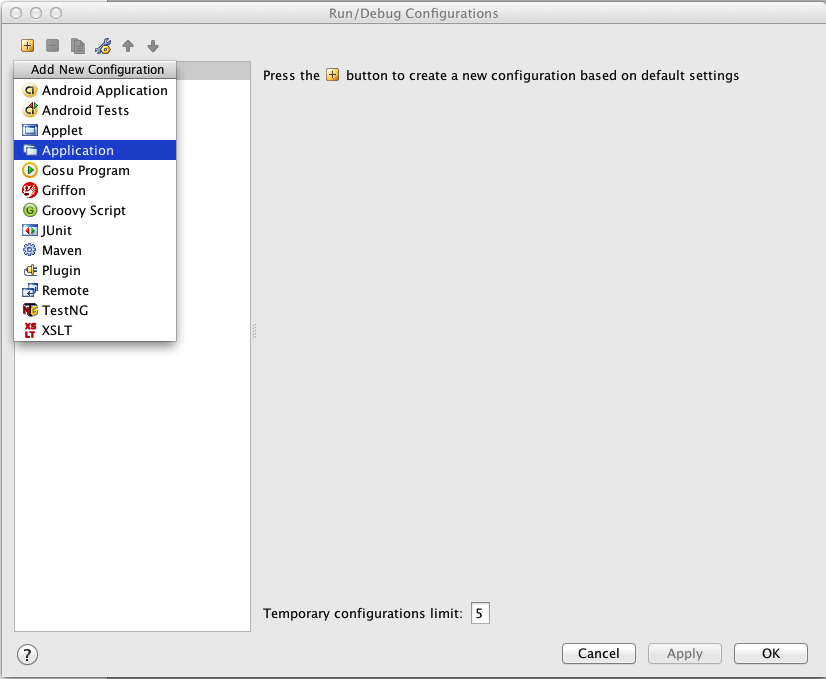 Run/Debug Configurations
Add New Configuration
Press the button to create a new configuration based on default settings
Android Application
Android Tests
Applet
Application
Gosu Program
Griffon
G Groovy Script
JUnit
Maven
Plugin
Remote
TestNG
XS LT XSLT
Temporary configurations limit: 5
? Cancel Apply OK